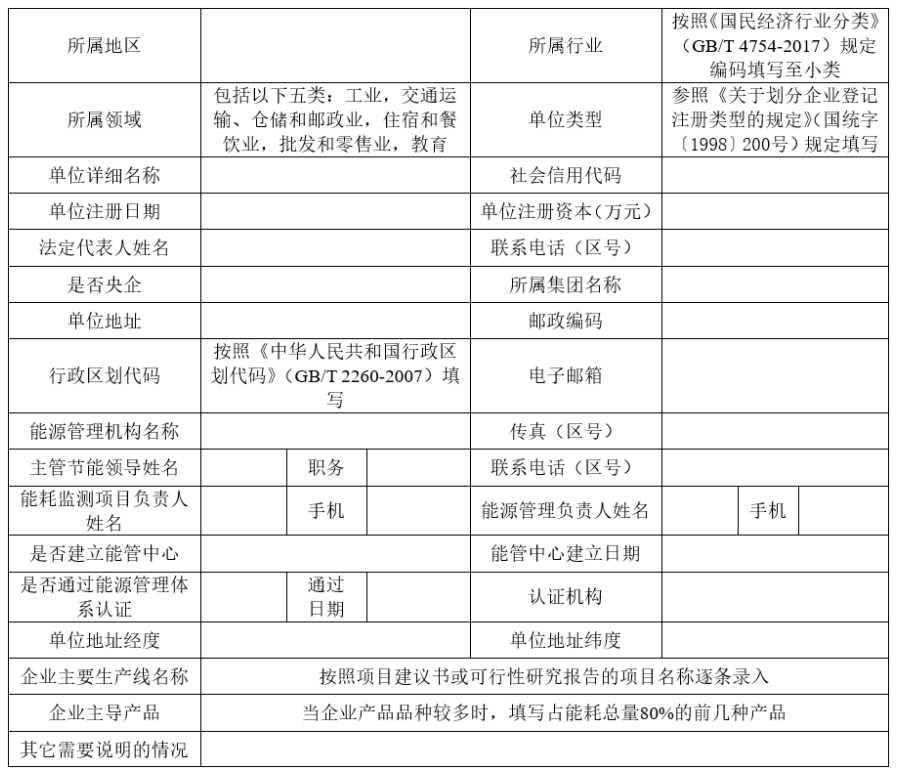 所属地区
所属行业
按照《国民经济行业分类》
（GB/T 4754-2017）规定
编码填写至小类
所属领域
包括以下五类：工业，交通运
输、仓储和邮政业，住宿和餐
饮业，批发和零售业，教育
单位类型
参照《关于划分企业登记
注册类型的规定》（国统字
〔1998〕200号）规定填写
单位详细名称
社会信用代码
单位注册日期
单位注册资本（万元）
法定代表人姓名
联系电话（区号）
是否央企
所属集团名称
单位地址
邮政编码
行政区划代码
按照《中华人民共和国行政区
划代码》（GB/T 2260-2007）填
写
电子邮箱
能源管理机构名称
传真（区号）
主管节能领导姓名
职务
联系电话（区号）
能耗监测项目负责人
姓名
手机
能源管理负责人姓名
手机
是否建立能管中心
能管中心建立日期
是否通过能源管理体
系认证
通过
日期
认证机构
单位地址经度
单位地址纬度
企业主要生产线名称
按照项目建议书或可行性研究报告的项目名称逐条录入
企业主导产品
当企业产品品种较多时，填写占能耗总量80%的前几种产品
其它需要说明的情况